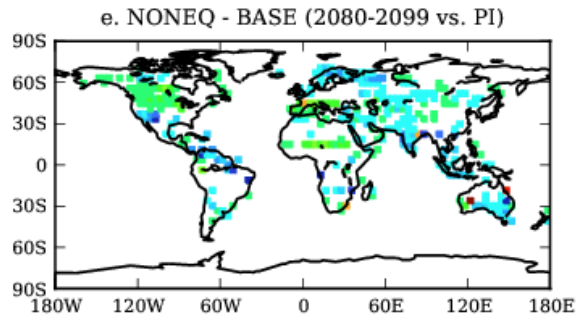 e. NONEQ - BASE (2080-2099 vs. PI)
90S
60S
30S
0
30S
60S
90S
180W 120W 60W 0 60E 120E 180E